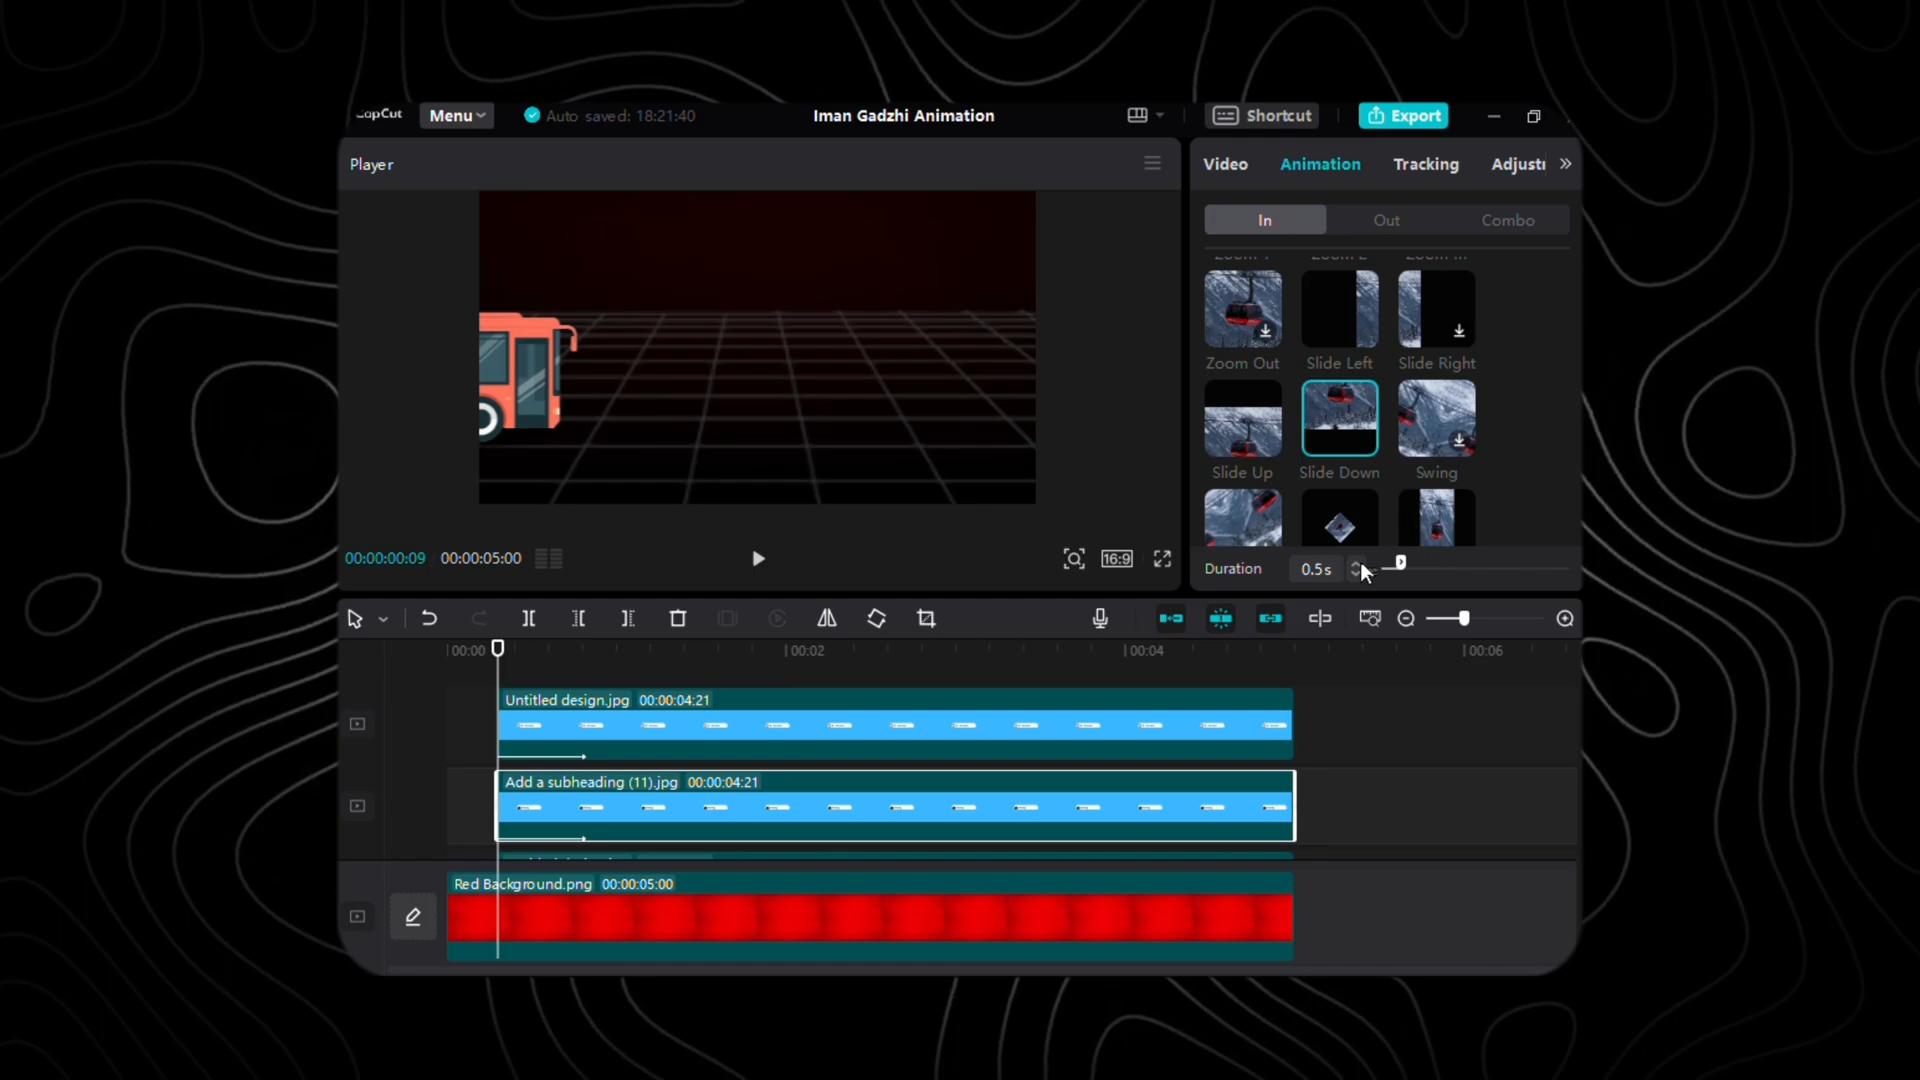 CapCut Menu Auto saved: 18:21:40 Iman Gadzhi Animation Shortcut Export
Player
Video Animation Tracking
In Out Combo
Zoom Out Slide Left Slide Right
Slide Up Slide Down Swing
00:00:00:09 00:00:05:00 16:9
Duration 0.5s
00:00 00:02 00:04 00:06
Untitled design.jpg 00:00:04:21
Add a subheading (11).jpg 00:00:04:21
Red Background.png 00:00:05:00